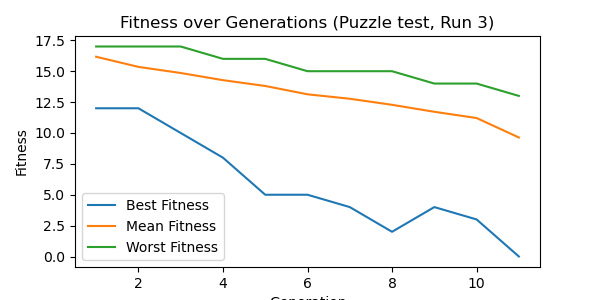 Fitness over Generations (Puzzle test, Run 3)
17.5
15.0
12.5
10.0
7.5
5.0
2.5
0.0
Fitness
Best Fitness
Mean Fitness
Worst Fitness
2 4 6 8 10
Generation